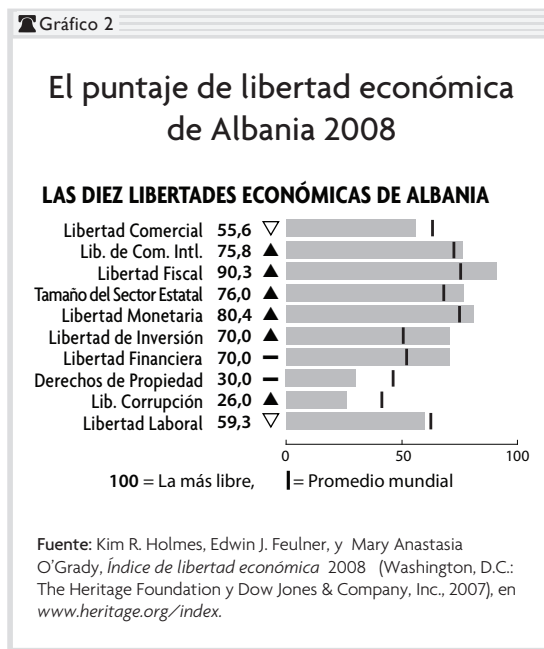 Gráfico 2
El puntaje de libertad económica
de Albania 2008
LAS DIEZ LIBERTADES ECONÓMICAS DE ALBANIA
Libertad Comercial 55,6 ▽
Lib. de Com. Intl. 75,8 ▲
Libertad Fiscal 90,3 ▲
Tamaño del Sector Estatal 76,0 ▲
Libertad Monetaria 80,4 ▲
Libertad de Inversión 70,0 ▲
Libertad Financiera 70,0 –
Derechos de Propiedad 30,0 –
Lib. Corrupción 26,0 ▲
Libertad Laboral 59,3 ▽
0 50 100
100 = La más libre, | = Promedio mundial
Fuente: Kim R. Holmes, Edwin J. Feulner, y Mary Anastasia
O'Grady, Índice de libertad económica 2008 (Washington, D.C.:
The Heritage Foundation y Dow Jones & Company, Inc., 2007), en
www.heritage.org/index.